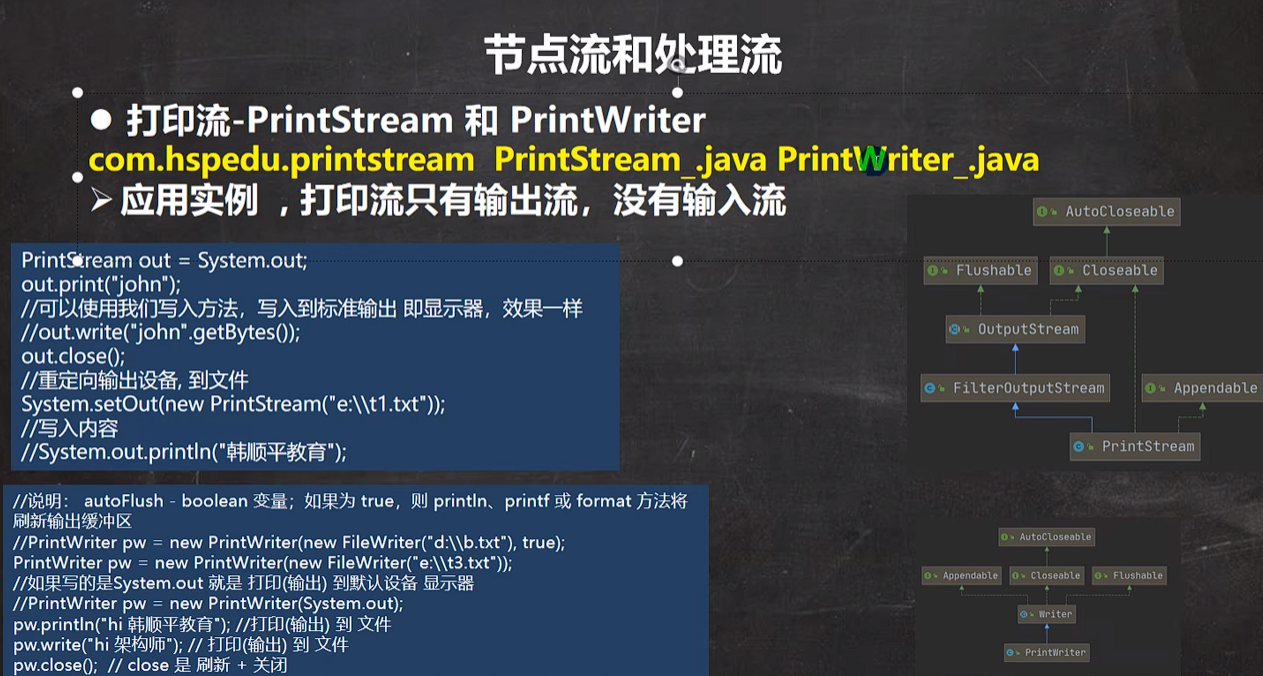 节点流和处理流
● 打印流-PrintStream 和 PrintWriter
com.hspedu.printstream PrintStream_.java PrintWriter_.java
➢ 应用实例 , 打印流只有输出流，没有输入流
PrintStream out = System.out;
out.print("john");
//可以使用我们写入方法，写入到标准输出 即显示器，效果一样
//out.write("john".getBytes());
out.close();
//重定向输出设备, 到文件
System.setOut(new PrintStream("e:\\t1.txt"));
//写入内容
//System.out.println("韩顺平教育");
AutoCloseable
Flushable
Closeable
OutputStream
FilterOutputStream
Appendable
PrintStream
//说明： autoFlush - boolean 变量；如果为 true，则 println、printf 或 format 方法将
刷新输出缓冲区
//PrintWriter pw = new PrintWriter(new FileWriter("d:\\b.txt"), true);
PrintWriter pw = new PrintWriter(new FileWriter("e:\\t3.txt"));
//如果写的是System.out 就是 打印(输出) 到默认设备 显示器
//PrintWriter pw = new PrintWriter(System.out);
pw.println("hi 韩顺平教育"); //打印(输出) 到 文件
pw.write("hi 架构师"); // 打印(输出) 到 文件
pw.close(); // close 是 刷新 + 关闭
AutoCloseable
Appendable
Closeable
Flushable
Writer
PrintWriter